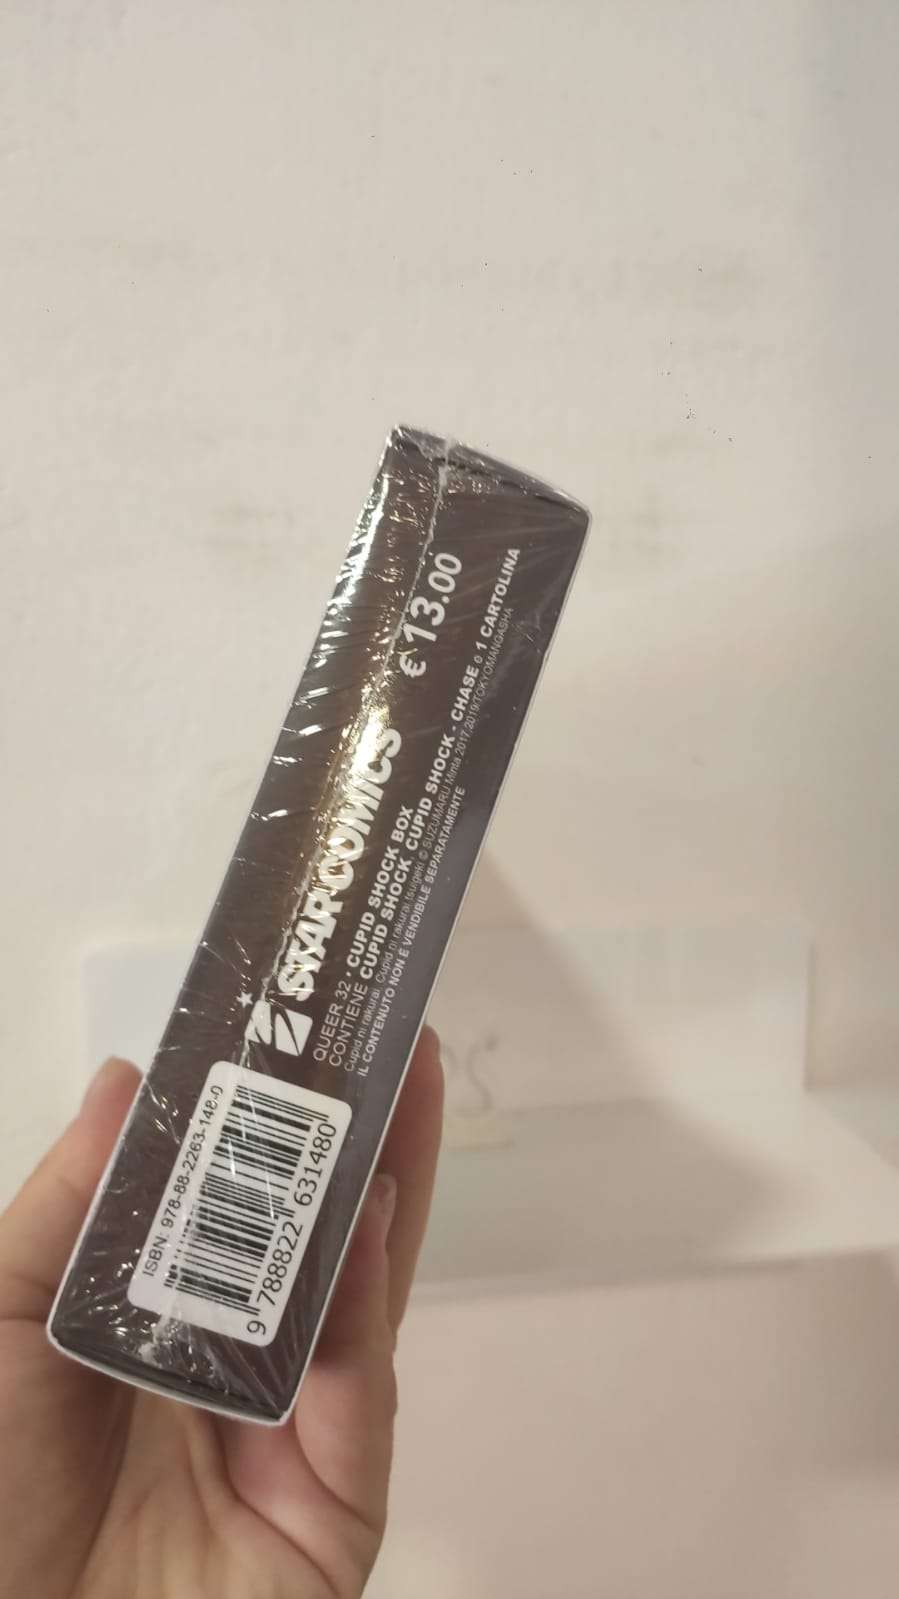 € 13.00
STAR COMICS
QUEER 32 · CUPID SHOCK BOX
CONTIENE CUPID SHOCK, CUPID SHOCK - CHASE e 1 CARTOLINA
Cupid ni rakurai, Cupid ni rakurai tsuigeki © SUZUMARU Minta 2017,2019/TOKYOMANGASHA
IL CONTENUTO NON È VENDIBILE SEPARATAMENTE
ISBN: 978-88-2263-148-0
9 788822 631480